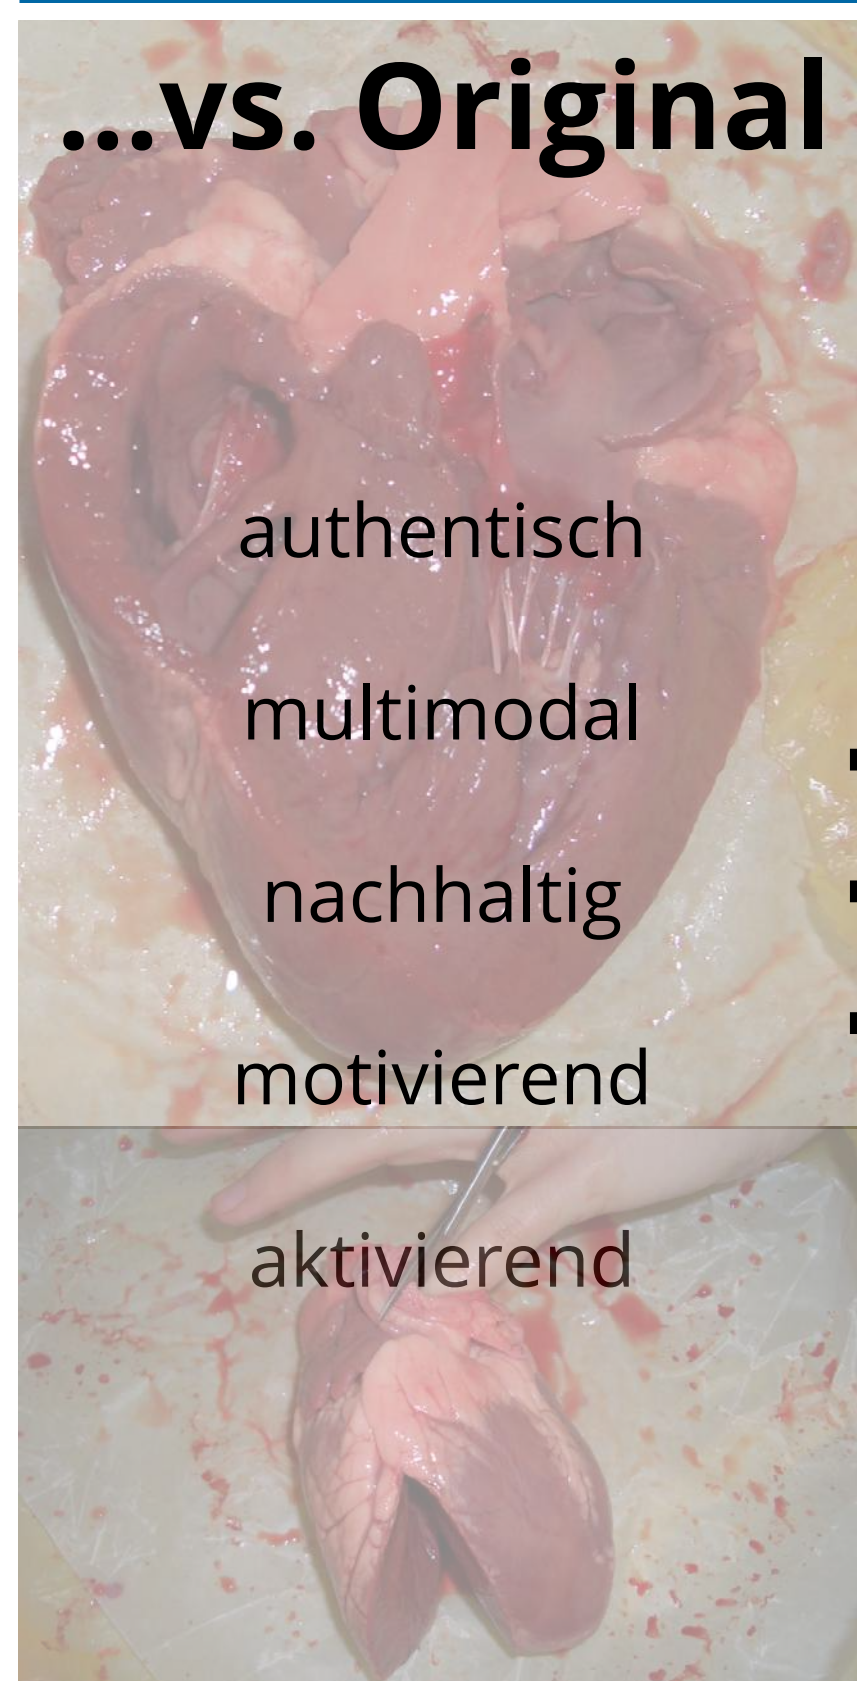 ...vs. Original
authentisch
multimodal
nachhaltig
motivierend
aktivierend